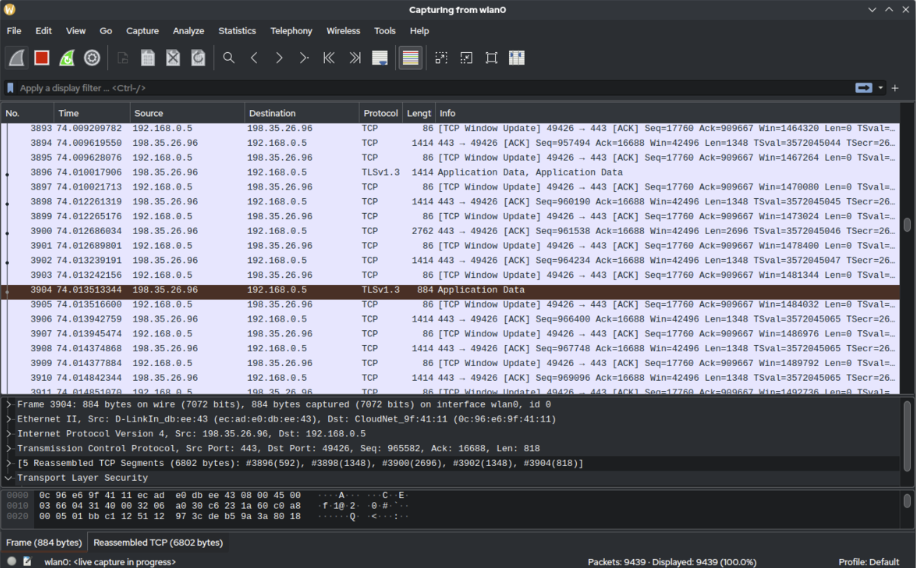 Capturing from wlan0
File Edit View Go Capture Analyze Statistics Telephony Wireless Tools Help
Apply a display filter … <Ctrl-/>
No. Time Source Destination Protocol Lengt Info
3893 74.009209782 192.168.0.5 198.35.26.96 TCP 86 [TCP Window Update] 49426 → 443 [ACK] Seq=17760 Ack=909667 Win=1464320 Len=0 TSval=…
3894 74.009619550 198.35.26.96 192.168.0.5 TCP 1414 443 → 49426 [ACK] Seq=957494 Ack=16688 Win=42496 Len=1348 TSval=3572045044 TSecr=26…
3895 74.009628076 192.168.0.5 198.35.26.96 TCP 86 [TCP Window Update] 49426 → 443 [ACK] Seq=17760 Ack=909667 Win=1467264 Len=0 TSval=…
3896 74.010017906 198.35.26.96 192.168.0.5 TLSv1.3 1414 Application Data, Application Data
3897 74.010021713 192.168.0.5 198.35.26.96 TCP 86 [TCP Window Update] 49426 → 443 [ACK] Seq=17760 Ack=909667 Win=1470080 Len=0 TSval=…
3898 74.012261319 198.35.26.96 192.168.0.5 TCP 1414 443 → 49426 [ACK] Seq=960190 Ack=16688 Win=42496 Len=1348 TSval=3572045045 TSecr=26…
3899 74.012265176 192.168.0.5 198.35.26.96 TCP 86 [TCP Window Update] 49426 → 443 [ACK] Seq=17760 Ack=909667 Win=1473024 Len=0 TSval=…
3900 74.012686034 198.35.26.96 192.168.0.5 TCP 2762 443 → 49426 [ACK] Seq=961538 Ack=16688 Win=42496 Len=2696 TSval=3572045046 TSecr=26…
3901 74.012689801 192.168.0.5 198.35.26.96 TCP 86 [TCP Window Update] 49426 → 443 [ACK] Seq=17760 Ack=909667 Win=1478400 Len=0 TSval=…
3902 74.013239191 198.35.26.96 192.168.0.5 TCP 1414 443 → 49426 [ACK] Seq=964234 Ack=16688 Win=42496 Len=1348 TSval=3572045047 TSecr=26…
3903 74.013242156 192.168.0.5 198.35.26.96 TCP 86 [TCP Window Update] 49426 → 443 [ACK] Seq=17760 Ack=909667 Win=1481344 Len=0 TSval=…
3904 74.013513344 198.35.26.96 192.168.0.5 TLSv1.3 884 Application Data
3905 74.013516600 192.168.0.5 198.35.26.96 TCP 86 [TCP Window Update] 49426 → 443 [ACK] Seq=17760 Ack=909667 Win=1484032 Len=0 TSval=…
3906 74.013942759 198.35.26.96 192.168.0.5 TCP 1414 443 → 49426 [ACK] Seq=966400 Ack=16688 Win=42496 Len=1348 TSval=3572045065 TSecr=26…
3907 74.013945474 192.168.0.5 198.35.26.96 TCP 86 [TCP Window Update] 49426 → 443 [ACK] Seq=17760 Ack=909667 Win=1486976 Len=0 TSval=…
3908 74.014374868 198.35.26.96 192.168.0.5 TCP 1414 443 → 49426 [ACK] Seq=967748 Ack=16688 Win=42496 Len=1348 TSval=3572045065 TSecr=26…
3909 74.014377884 192.168.0.5 198.35.26.96 TCP 86 [TCP Window Update] 49426 → 443 [ACK] Seq=17760 Ack=909667 Win=1489792 Len=0 TSval=…
3910 74.014842344 198.35.26.96 192.168.0.5 TCP 1414 443 → 49426 [ACK] Seq=969096 Ack=16688 Win=42496 Len=1348 TSval=3572045065 TSecr=26…
3911 74.014851070 192.168.0.5 198.35.26.96 TCP 86 [TCP Window Update] 49426 → 443 [ACK] Seq=17760 Ack=909667 Win=1492736 Len=0 TSval=…
Frame 3904: 884 bytes on wire (7072 bits), 884 bytes captured (7072 bits) on interface wlan0, id 0
Ethernet II, Src: D-LinkIn_db:ee:43 (ec:ad:e0:db:ee:43), Dst: CloudNet_9f:41:11 (0c:96:e6:9f:41:11)
Internet Protocol Version 4, Src: 198.35.26.96, Dst: 192.168.0.5
Transmission Control Protocol, Src Port: 443, Dst Port: 49426, Seq: 965582, Ack: 16688, Len: 818
[5 Reassembled TCP Segments (6802 bytes): #3896(592), #3898(1348), #3900(2696), #3902(1348), #3904(818)]
Transport Layer Security
0000 0c 96 e6 9f 41 11 ec ad e0 db ee 43 08 00 45 00 ····A··· ···C··E·
0010 03 66 04 31 40 00 32 06 a0 30 c6 23 1a 60 c0 a8 ·f·1@·2· ·0·#·`··
0020 00 05 01 bb c1 12 51 12 97 3c de b5 9a 3a 80 18 ······Q· ·<···:··
Frame (884 bytes) Reassembled TCP (6802 bytes)
wlan0: <live capture in progress> Packets: 9439 · Displayed: 9439 (100.0%) Profile: Default